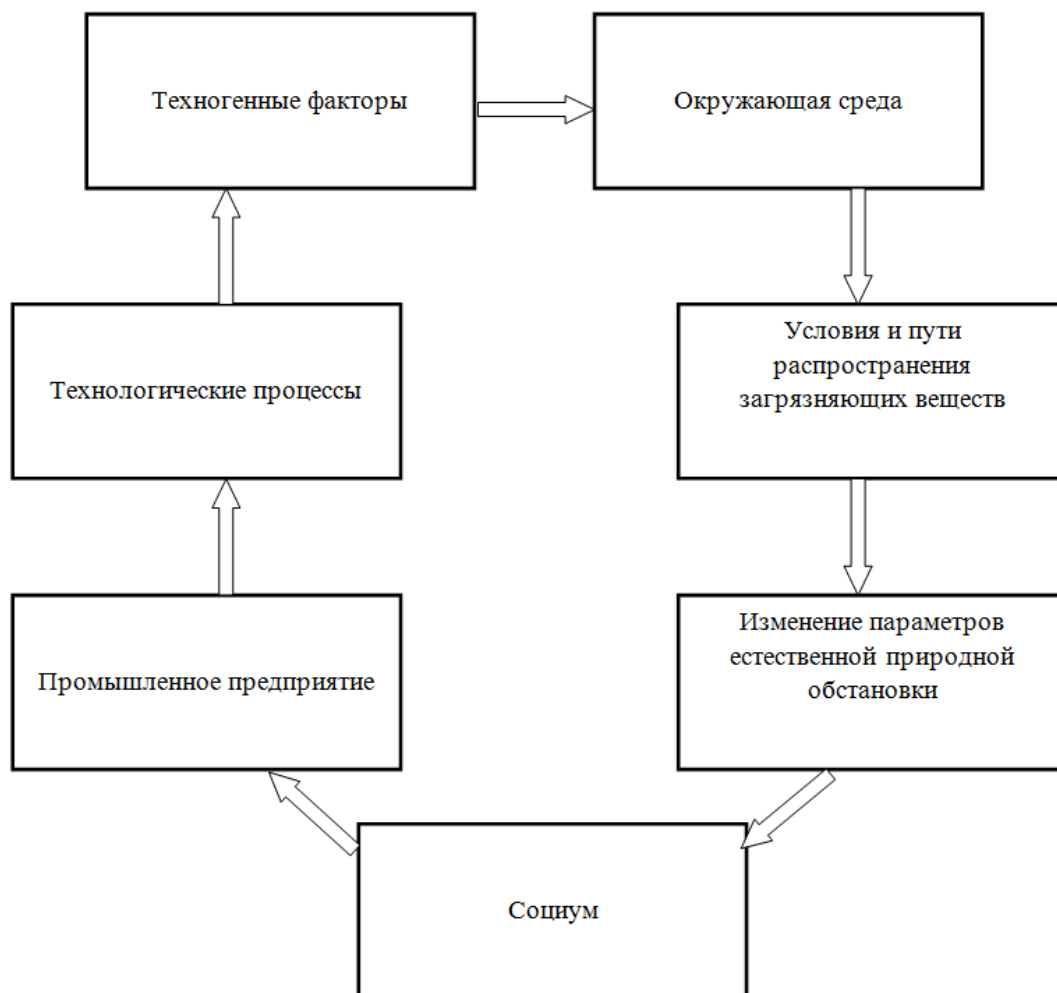 Техногенные факторы
Окружающая среда
Технологические процессы
Условия и пути
распространения
загрязняющих веществ
Промышленное предприятие
Изменение параметров
естественной природной
обстановки
Социум